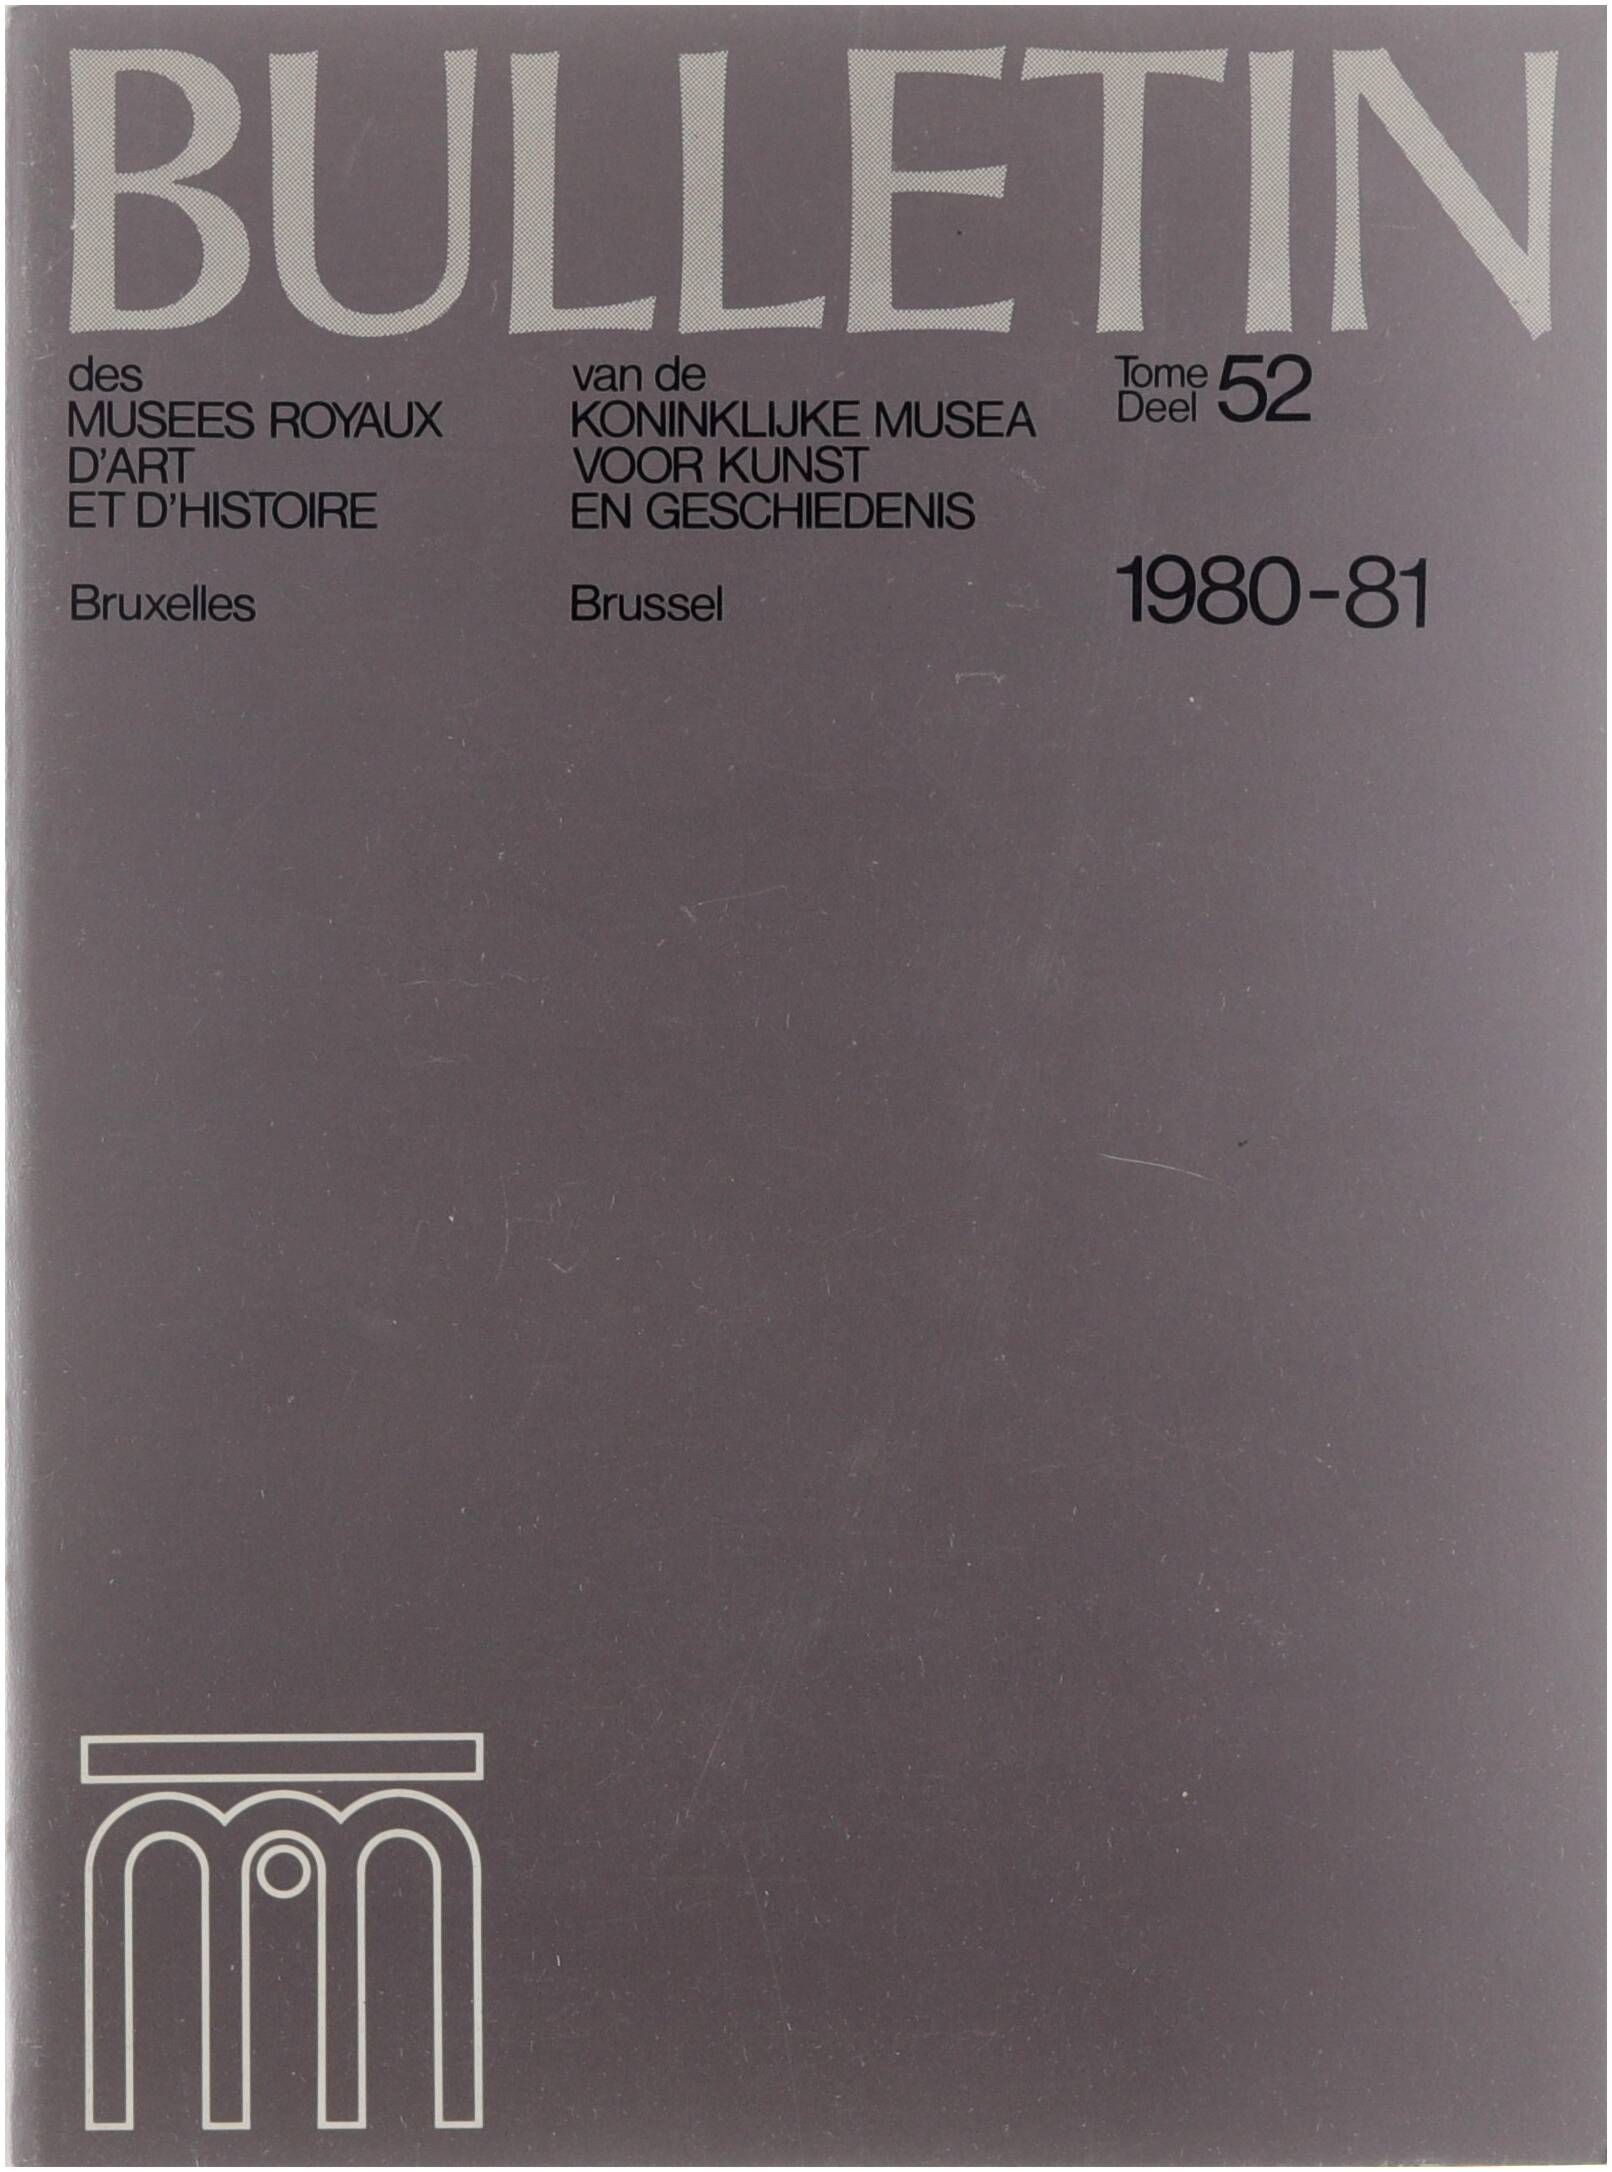 BULLETIN
des
MUSEES ROYAUX
D'ART
ET D'HISTOIRE
Bruxelles
van de
KONINKLIJKE MUSEA
VOOR KUNST
EN GESCHIEDENIS
Brussel
Tome
Deel 52
1980-81